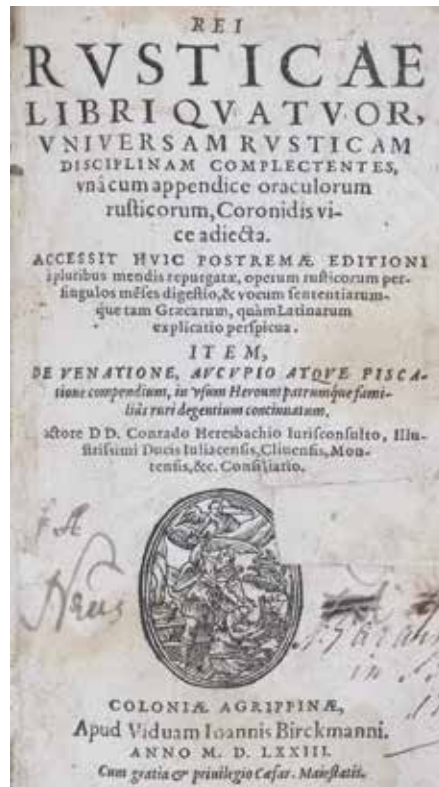 REI
RVSTICAE
LIBRI QVATVOR,
VNIVERSAM RVSTICAM
DISCIPLINAM COMPLECTENTES,
vnâcum appendice oraculorum
rusticorum, Coronidis vi-
ce adiecta.
ACCESSIT HVIC POSTREMÆ EDITIONI
à pluribus mendis repurgatæ, operum rusticorum per
singulos mẽses digestio, & vocum sententiarum-
que tam Græcarum, quàm Latinarum
explicatio perspicua.
ITEM,
DE VENATIONE, AVCVPIO ATQVE PISCA-
tione compendium, in vsum Heroum patrumque fami-
liâs ruri degentium concinnatum,
actore D D. Conrado Heresbachio Iurisconsulto, Illu-
strissimi Ducis Iuliacensis, Cliuensis, Mon-
tensis, &c. Consiliario.
COLONIÆ AGRIPPINÆ,
Apud Viduam Ioannis Birckmanni.
ANNO M. D. LXXIII.
Cum gratia & priuilegio Cæsar. Maiestatis.